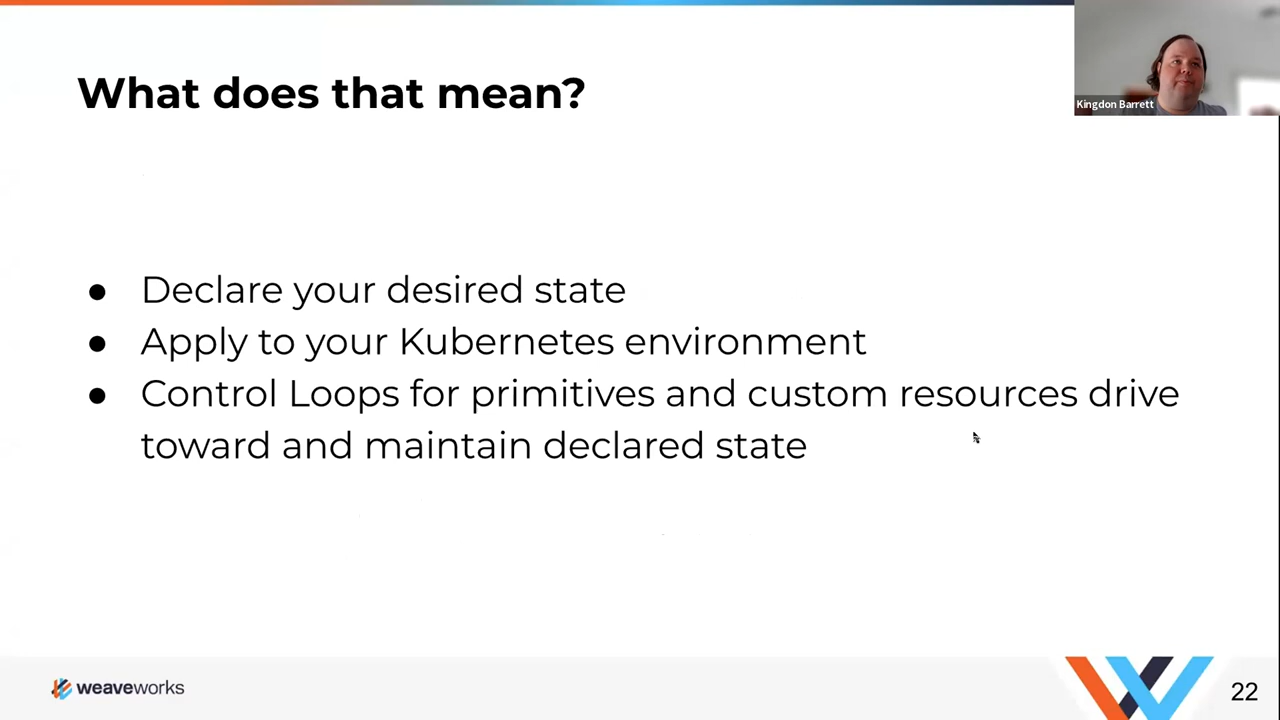 What does that mean?
Kingdon Barrett
● Declare your desired state
● Apply to your Kubernetes environment
● Control Loops for primitives and custom resources drive
toward and maintain declared state
weaveworks
22